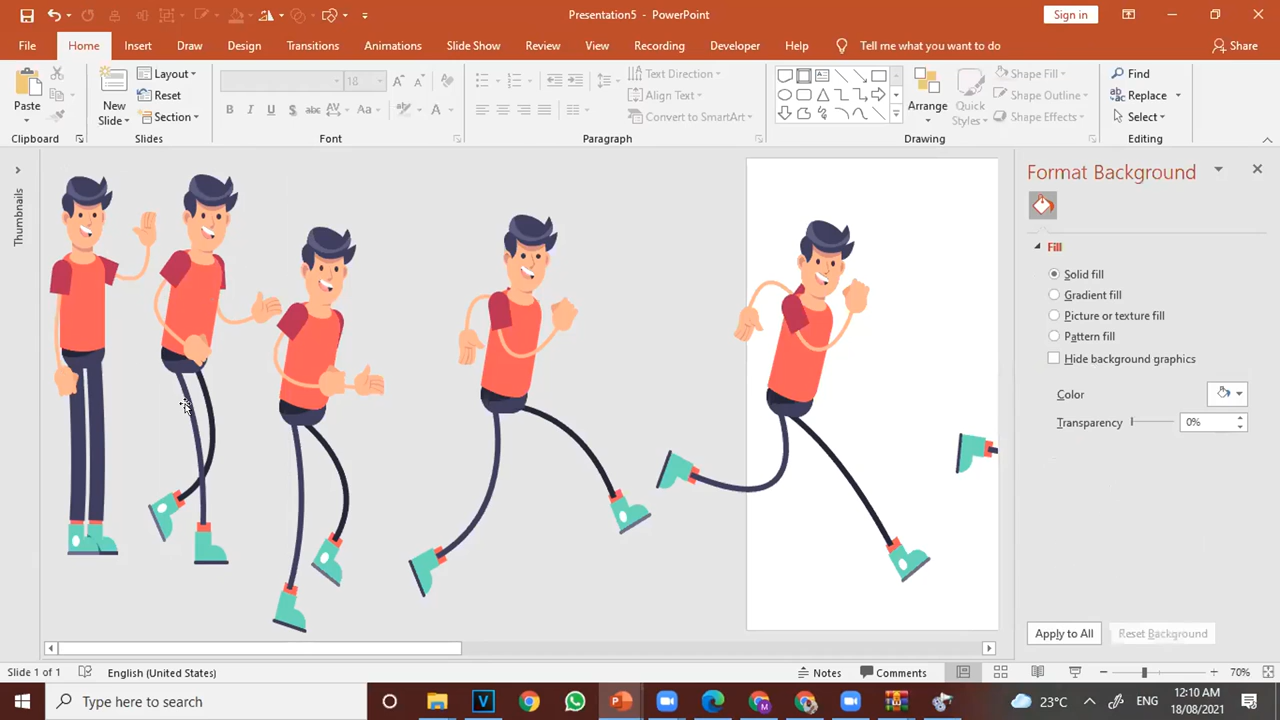 Presentation5 - PowerPoint
Sign in
File Home Insert Draw Design Transitions Animations Slide Show Review View Recording Developer Help Tell me what you want to do Share
Paste
Clipboard
New Slide
Layout
Reset
Section
Slides
18
B I U S abc AV Aa A
Font
Text Direction
Align Text
Convert to SmartArt
Paragraph
Arrange
Quick Styles
Shape Fill
Shape Outline
Shape Effects
Drawing
Find
Replace
Select
Editing
Thumbnails
Format Background
Fill
Solid fill
Gradient fill
Picture or texture fill
Pattern fill
Hide background graphics
Color
Transparency 0%
Apply to All Reset Background
Slide 1 of 1 English (United States) Notes Comments 70%
Type here to search
23°C ENG 12:10 AM 18/08/2021